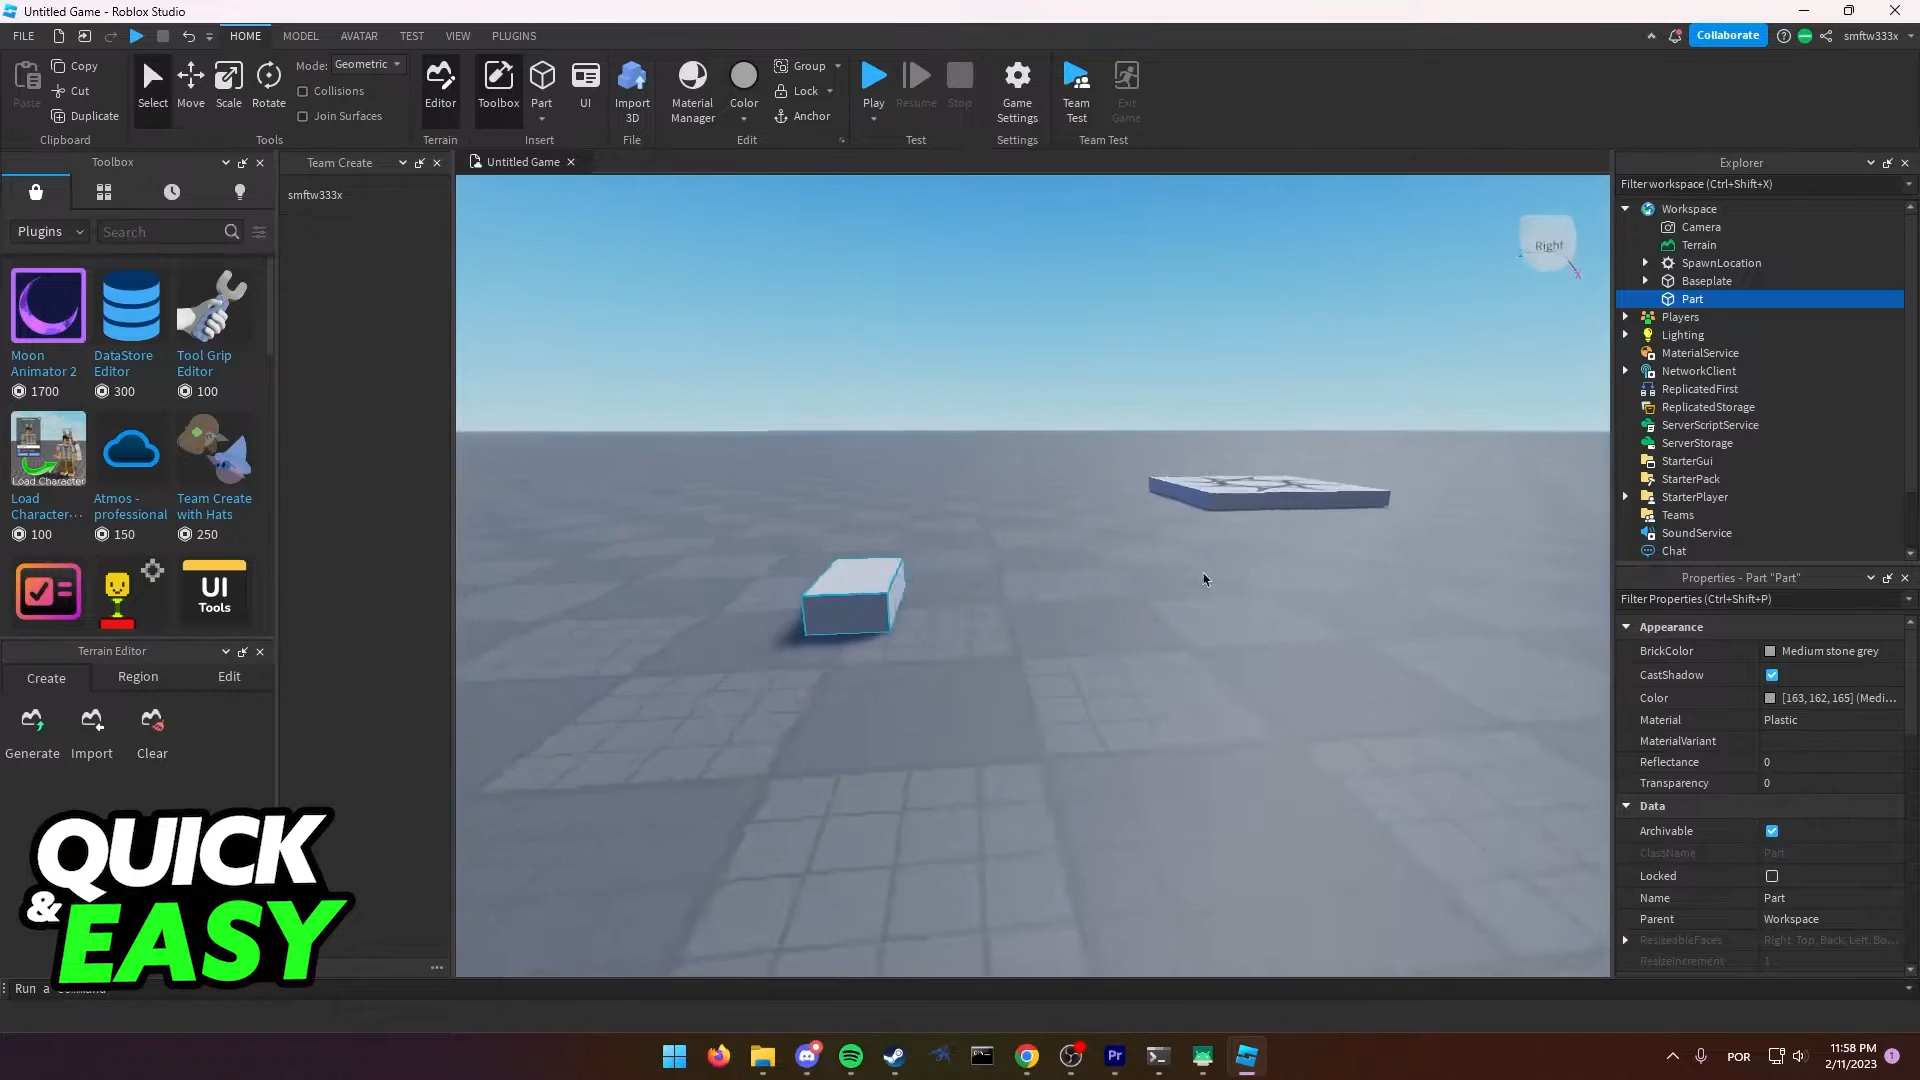 Untitled Game - Roblox Studio
FILE HOME MODEL AVATAR TEST VIEW PLUGINS Collaborate smftw333x
Paste Copy Cut Duplicate Clipboard
Select Move Scale Rotate Mode: Geometric Collisions Join Surfaces Tools
Editor Terrain
Toolbox Part UI Insert
Import 3D File
Material Manager Color Group Lock Anchor Edit
Play Resume Stop Test
Game Settings Settings
Team Test Exit Game Team Test
Toolbox
Team Create
Untitled Game
Explorer
smftw333x
Plugins Search
Moon Animator 2
1700
DataStore Editor
300
Tool Grip Editor
100
Load Character
Load Character...
100
Atmos - professional
150
Team Create with Hats
250
UI Tools
Terrain Editor
Create Region Edit
Generate Import Clear
QUICK
& EASY
Run a command
Right
Z
X
Filter workspace (Ctrl+Shift+X)
Workspace
Camera
Terrain
SpawnLocation
Baseplate
Part
Players
Lighting
MaterialService
NetworkClient
ReplicatedFirst
ReplicatedStorage
ServerScriptService
ServerStorage
StarterGui
StarterPack
StarterPlayer
Teams
SoundService
Chat
Properties - Part "Part"
Filter Properties (Ctrl+Shift+P)
Appearance
BrickColor Medium stone grey
CastShadow
Color [163, 162, 165] (Medi...
Material Plastic
MaterialVariant
Reflectance 0
Transparency 0
Data
Archivable
ClassName Part
Locked
Name Part
Parent Workspace
ResizeableFaces Right, Top, Back, Left, Bo...
ResizeIncrement 1
Pr
POR
11:58 PM
2/11/2023
1